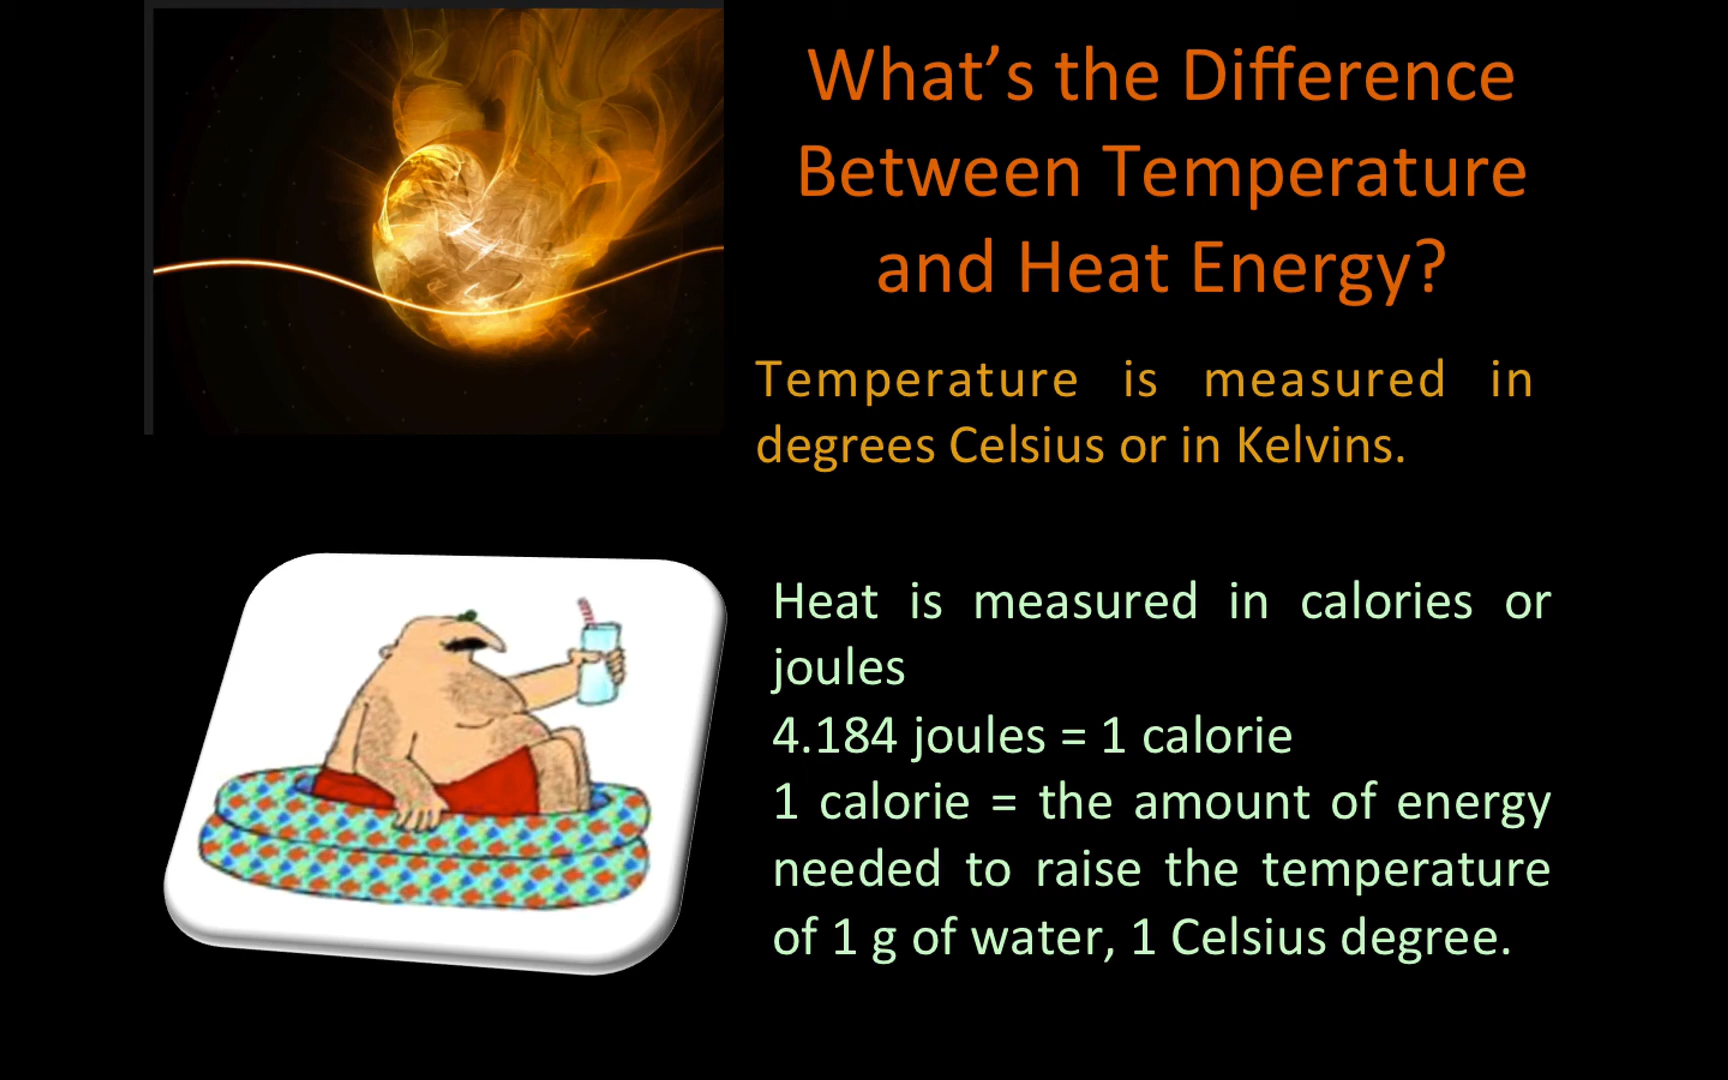 What’s the Difference
Between Temperature
and Heat Energy?
Temperature is measured in
degrees Celsius or in Kelvins.
Heat is measured in calories or
joules
4.184 joules = 1 calorie
1 calorie = the amount of energy
needed to raise the temperature
of 1 g of water, 1 Celsius degree.